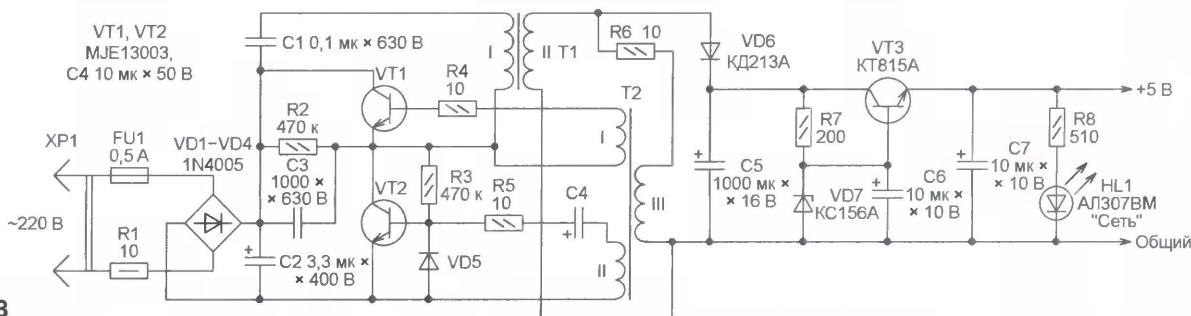 VT1, VT2
MJE13003,
C4 10 мк × 50 В
C1 0,1 мк × 630 В
I
II T1
R6 10
VD6
КД213А
VT3
КТ815А
+5 В
VT1
R4
10
T2
I
R2
470 к
XP1
FU1
0,5 А
VD1–VD4
1N4005
C3
1000 ×
× 630 В
R3
470 к
VT2
R5
10
C4
III
II
+
C5
1000 мк ×
× 16 В
R7
200
VD7
КС156А
+
C6
10 мк ×
× 10 В
+
C7
10 мк ×
× 10 В
R8
510
HL1
АЛ307ВМ
"Сеть"
Общий
~220 В
R1
10
+
C2 3,3 мк ×
× 400 В
VD5
+